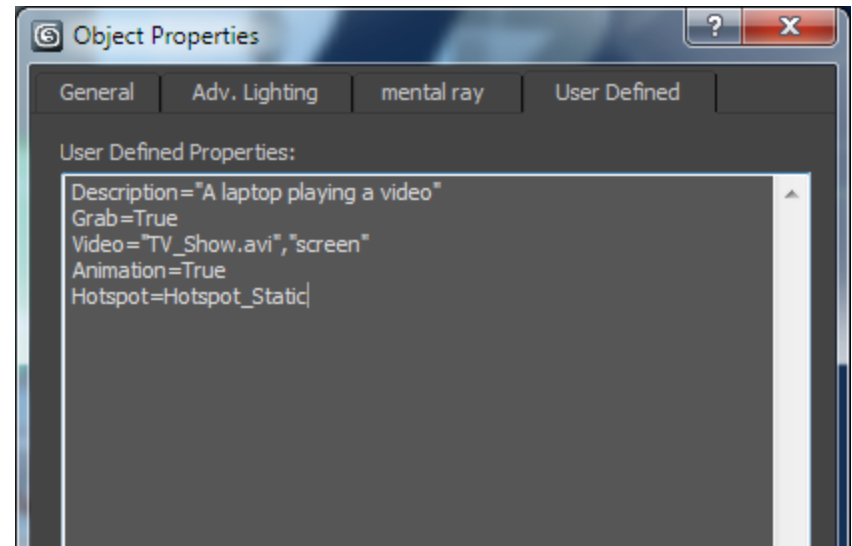 Object Properties
?
X
General Adv. Lighting mental ray User Defined
User Defined Properties:
Description="A laptop playing a video"
Grab=True
Video="TV_Show.avi","screen"
Animation=True
Hotspot=Hotspot_Static